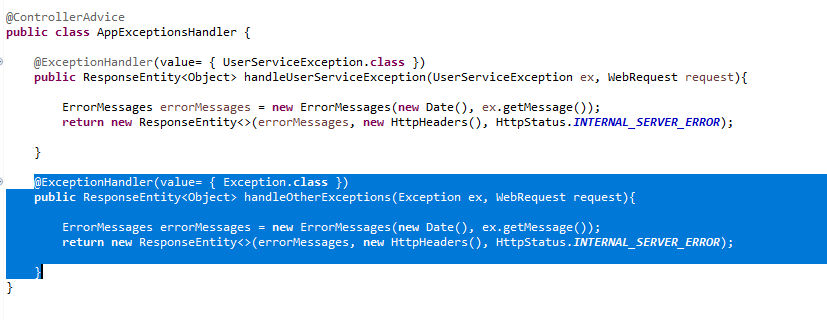 @ControllerAdvice
public class AppExceptionsHandler {
@ExceptionHandler(value= { UserServiceException.class })
public ResponseEntity<Object> handleUserServiceException(UserServiceException ex, WebRequest request){
ErrorMessages errorMessages = new ErrorMessages(new Date(), ex.getMessage());
return new ResponseEntity<>(errorMessages, new HttpHeaders(), HttpStatus.INTERNAL_SERVER_ERROR);
}
@ExceptionHandler(value= { Exception.class })
public ResponseEntity<Object> handleOtherExceptions(Exception ex, WebRequest request){
ErrorMessages errorMessages = new ErrorMessages(new Date(), ex.getMessage());
return new ResponseEntity<>(errorMessages, new HttpHeaders(), HttpStatus.INTERNAL_SERVER_ERROR);
}
}